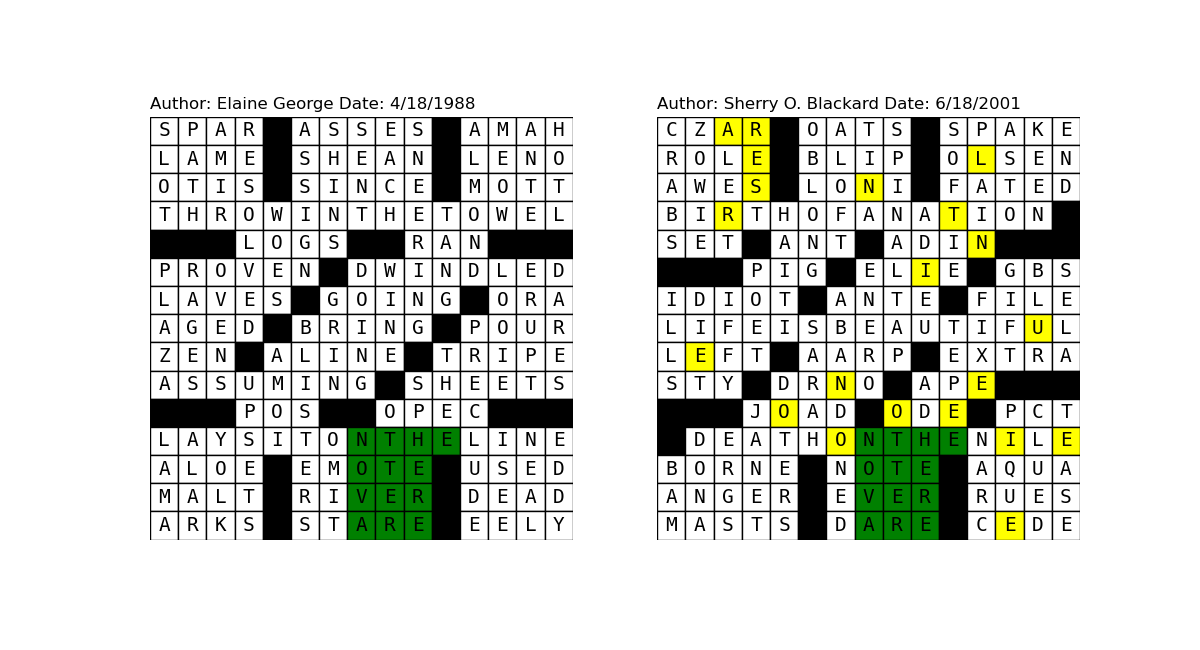 Author: Elaine George Date: 4/18/1988
SPAR ASSES AMAH
LAME SHEAN LENO
OTIS SINCE MOTT
THROWINTHETOWEL
LOGS RAN
PROVEN DWINDLED
LAVES GOING ORA
AGED BRING POUR
ZEN ALINE TRIPE
ASSUMING SHEETS
POS OPEC
LAYSITONTHELINE
ALOE EMOTE USED
MALT RIVER DEAD
ARKS STARE EELY
Author: Sherry O. Blackard Date: 6/18/2001
CZAR OATS SPAKE
ROLE BLIP OLSEN
AWES LONI FATED
BIRTHOFANATION
SET ANT ADIN
PIG ELIE GBS
IDIOT ANTE FILE
LIFEISBEAUTIFUL
LEFT AARP EXTRA
STY DRNO APE
JOAD ODE PCT
DEATHONTHENILE
BORNE NOTE AQUA
ANGER EVER RUES
MASTS DARE CEDE